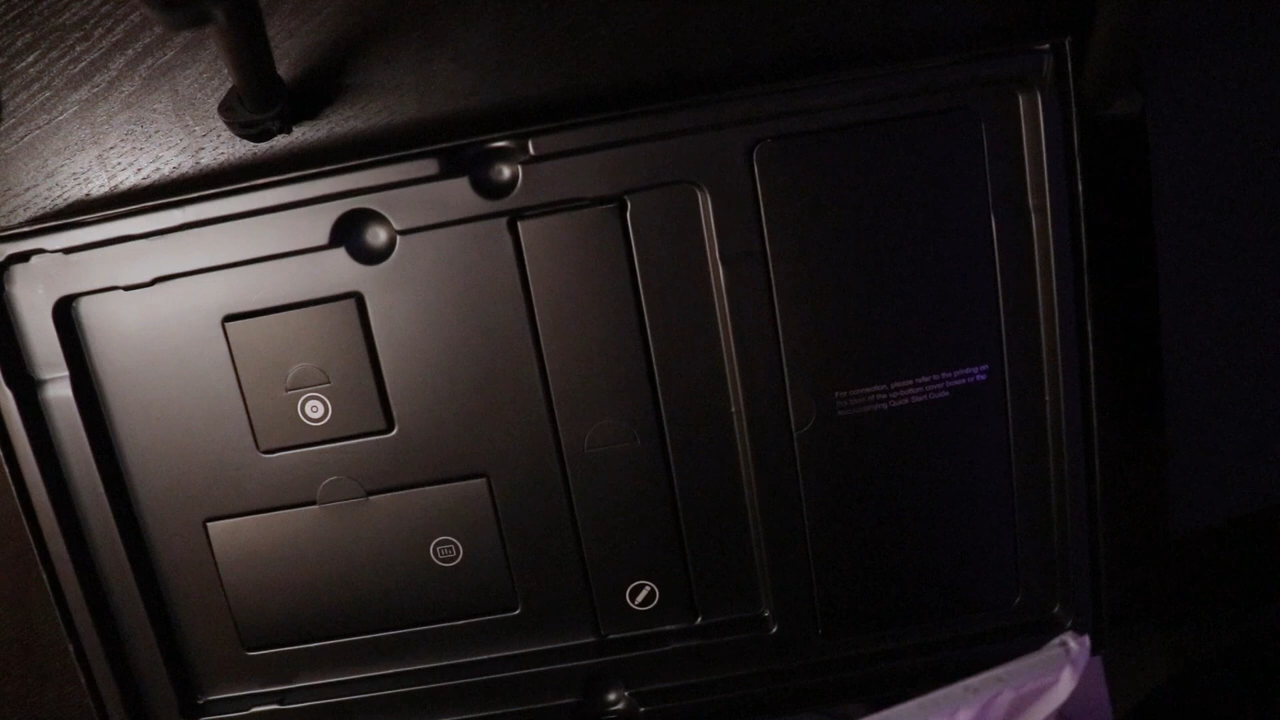 For connection, please refer to the printing on
the back of the up-bottom cover boxes or the
accompanying Quick Start Guide